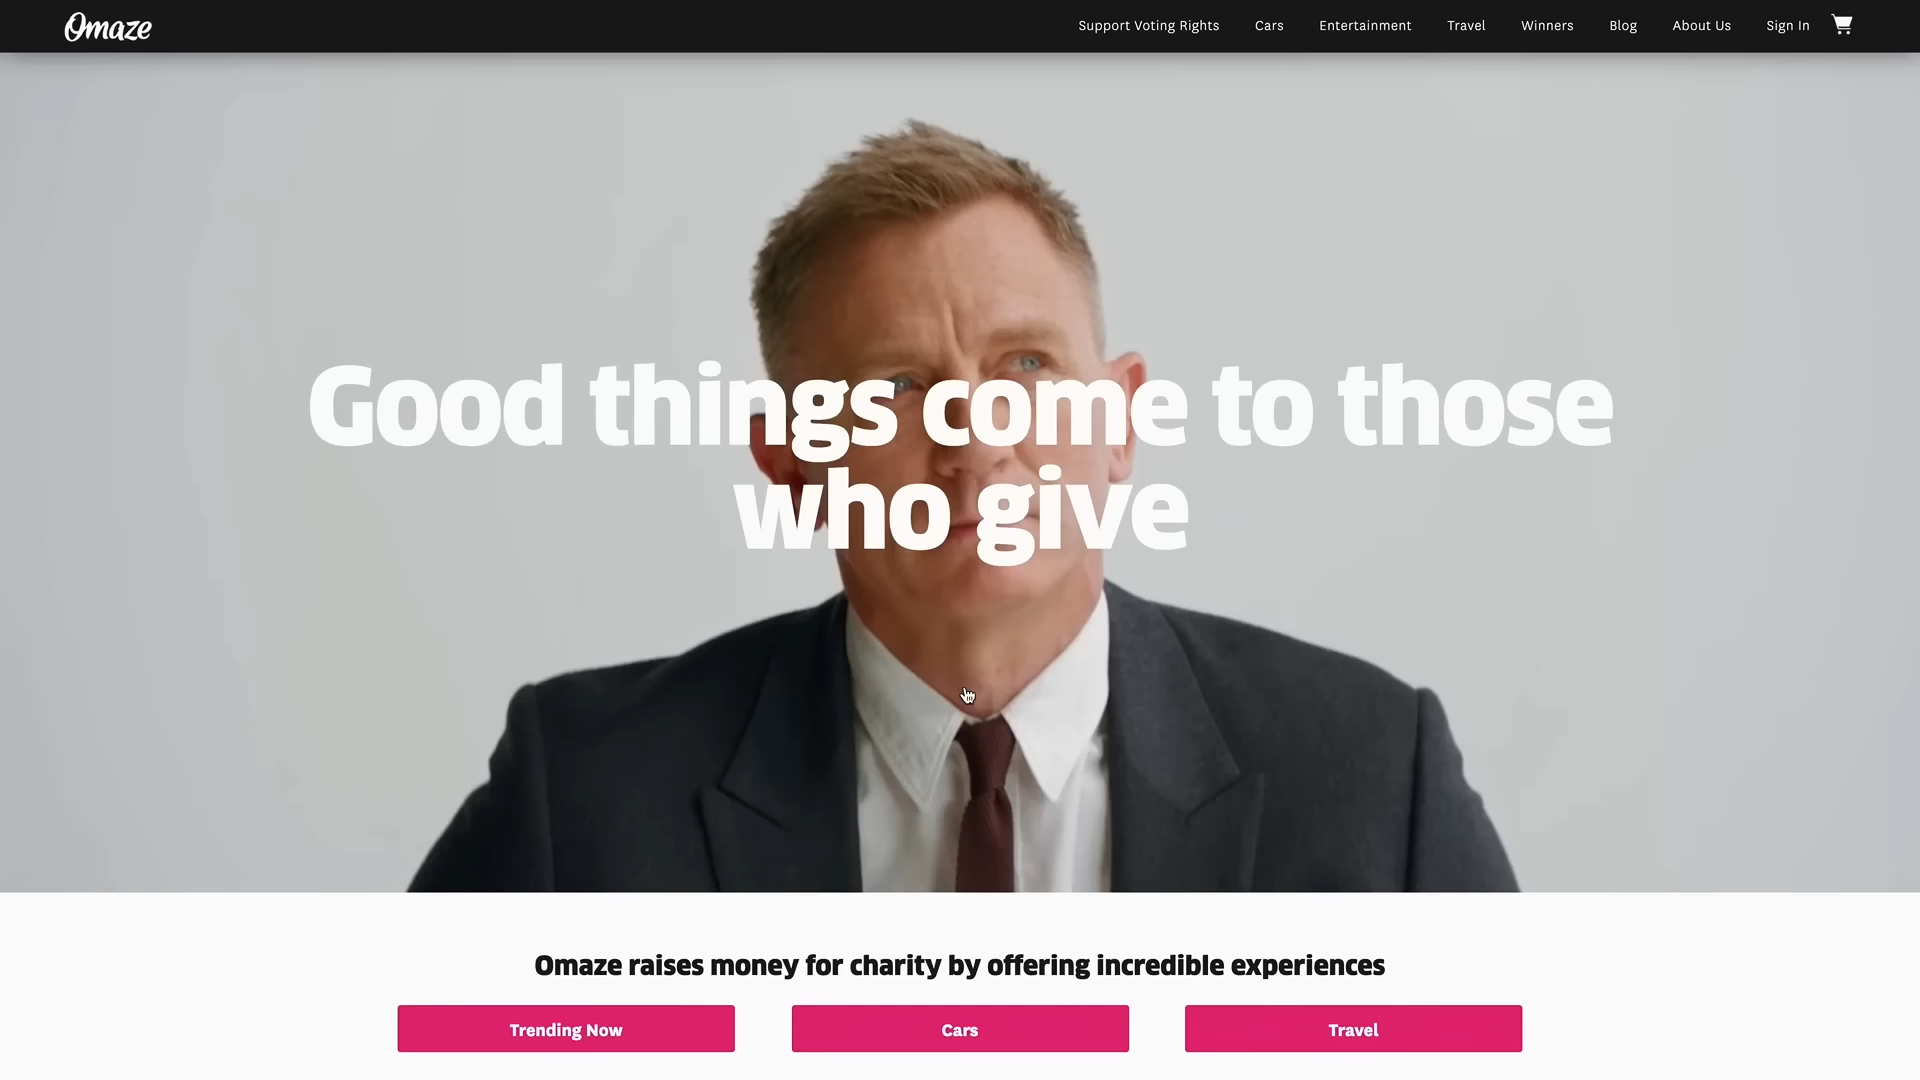 Omaze
Support Voting Rights
Cars
Entertainment
Travel
Winners
Blog
About Us
Sign In
Good things come to those
who give
Omaze raises money for charity by offering incredible experiences
Trending Now
Cars
Travel